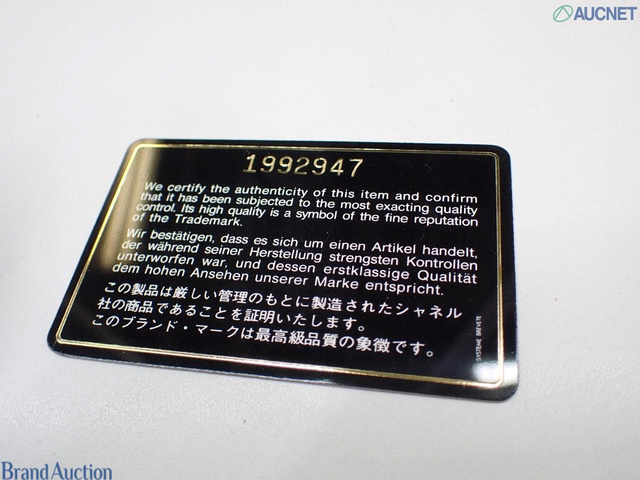 AUCNET
1992947
We certify the authenticity of this item and confirm
that it has been subjected to the most exacting quality
control. Its high quality is a symbol of the fine reputation
of the Trademark.
Wir bestätigen, dass es sich um einen Artikel handelt,
der während seiner Herstellung strengsten Kontrollen
unterworfen war, und dessen erstklassige Qualität
dem hohen Ansehen unserer Marke entspricht.
この製品は厳しい管理のもとに製造されたシャネル
社の商品であることを証明いたします。
このブランド・マークは最高級品質の象徴です。
SYSTEME BREVETE
Brand Auction